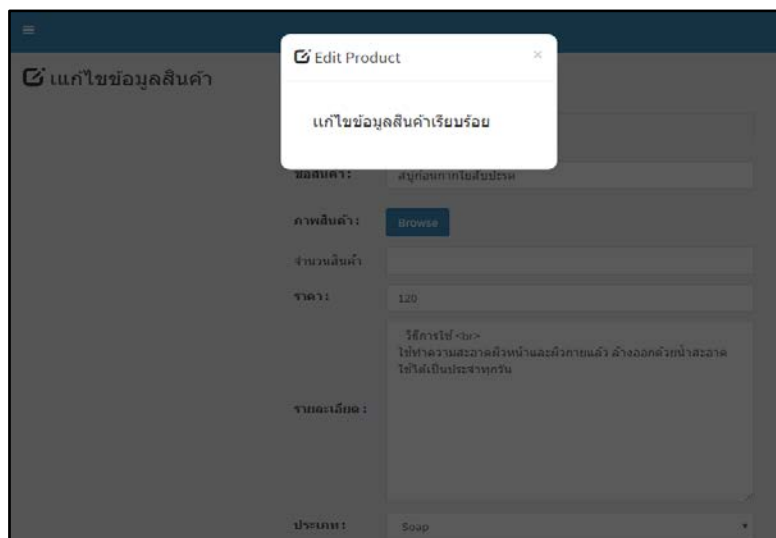 Edit Product ×
แก้ไขข้อมูลสินค้า
แก้ไขข้อมูลสินค้าเรียบร้อย
ชื่อสินค้า : สบู่ก้อนกากใยสับปะรด
ภาพสินค้า : Browse
จำนวนสินค้า
ราคา : 120
วิธีการใช้ <br>
ใช้ทำความสะอาดผิวหน้าและผิวกายแล้ว ล้างออกด้วยน้ำสะอาด
ใช้ได้เป็นประจำทุกวัน
รายละเอียด :
ประเภท : Soap